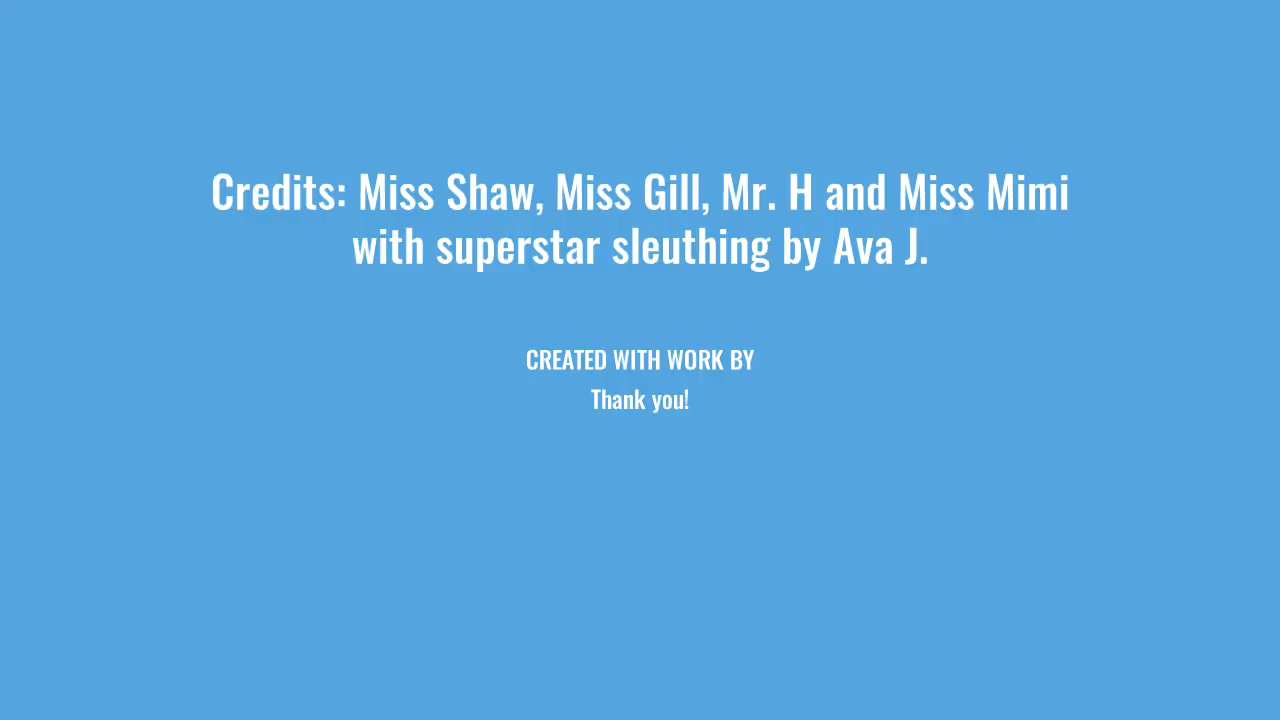 Credits: Miss Shaw, Miss Gill, Mr. H and Miss Mimi
with superstar sleuthing by Ava J.
CREATED WITH WORK BY
Thank you!